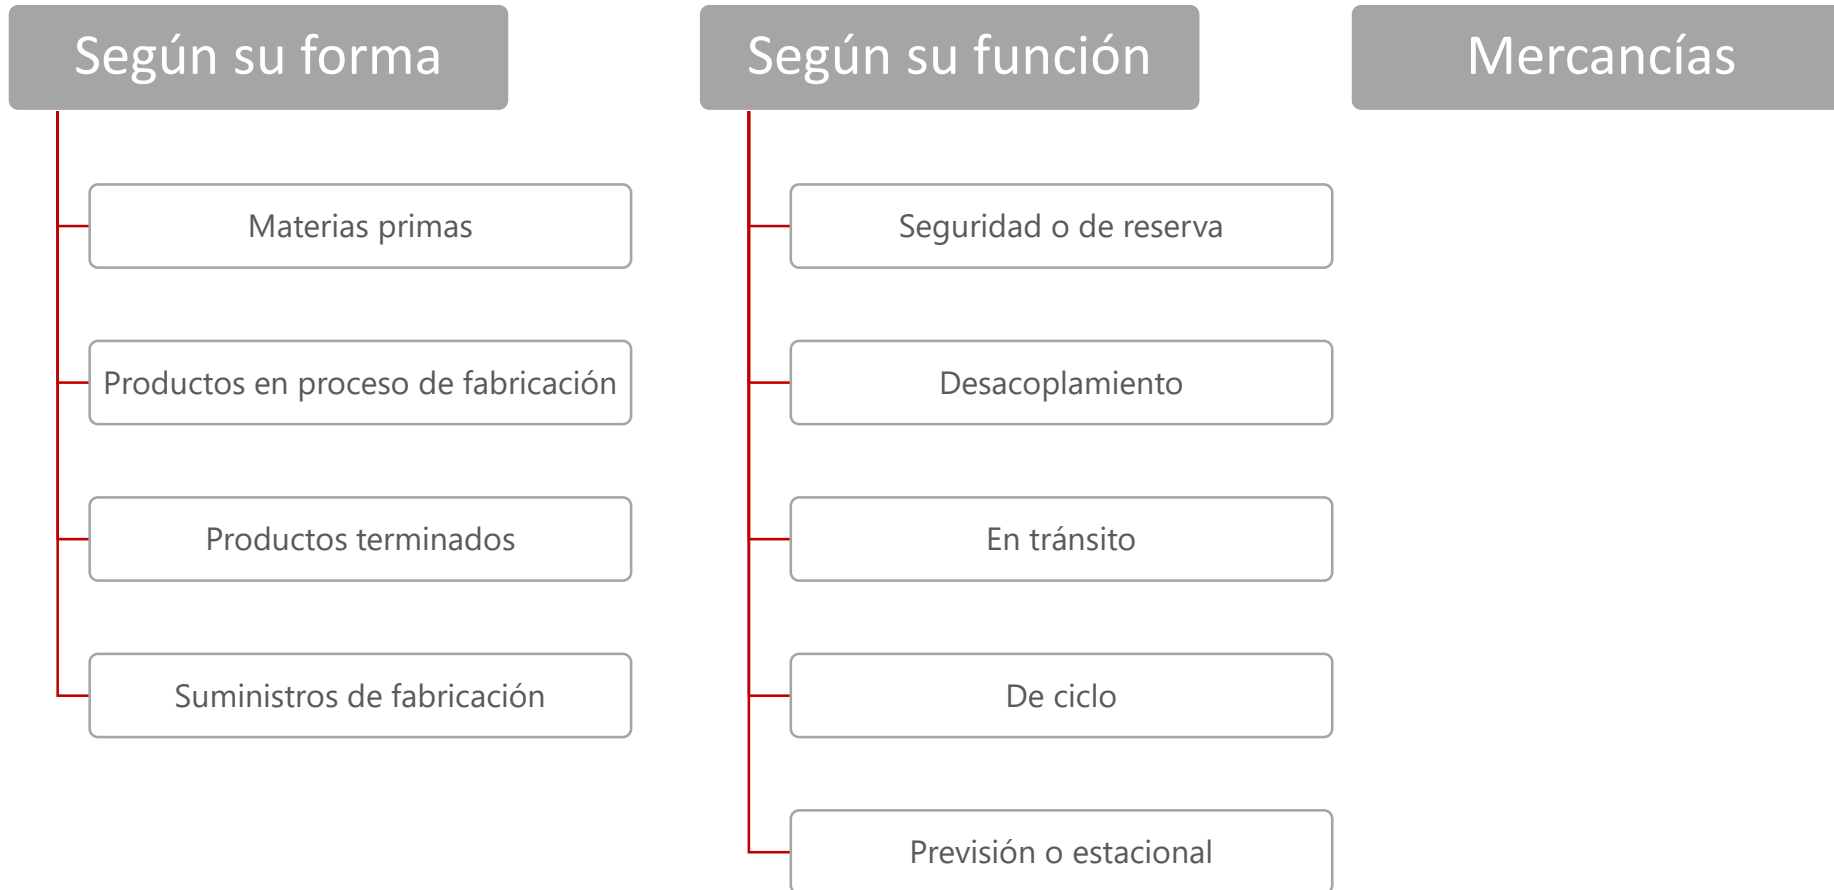 Según su forma
Materias primas
Productos en proceso de fabricación
Productos terminados
Suministros de fabricación
Según su función
Seguridad o de reserva
Desacoplamiento
En tránsito
De ciclo
Previsión o estacional
Mercancías